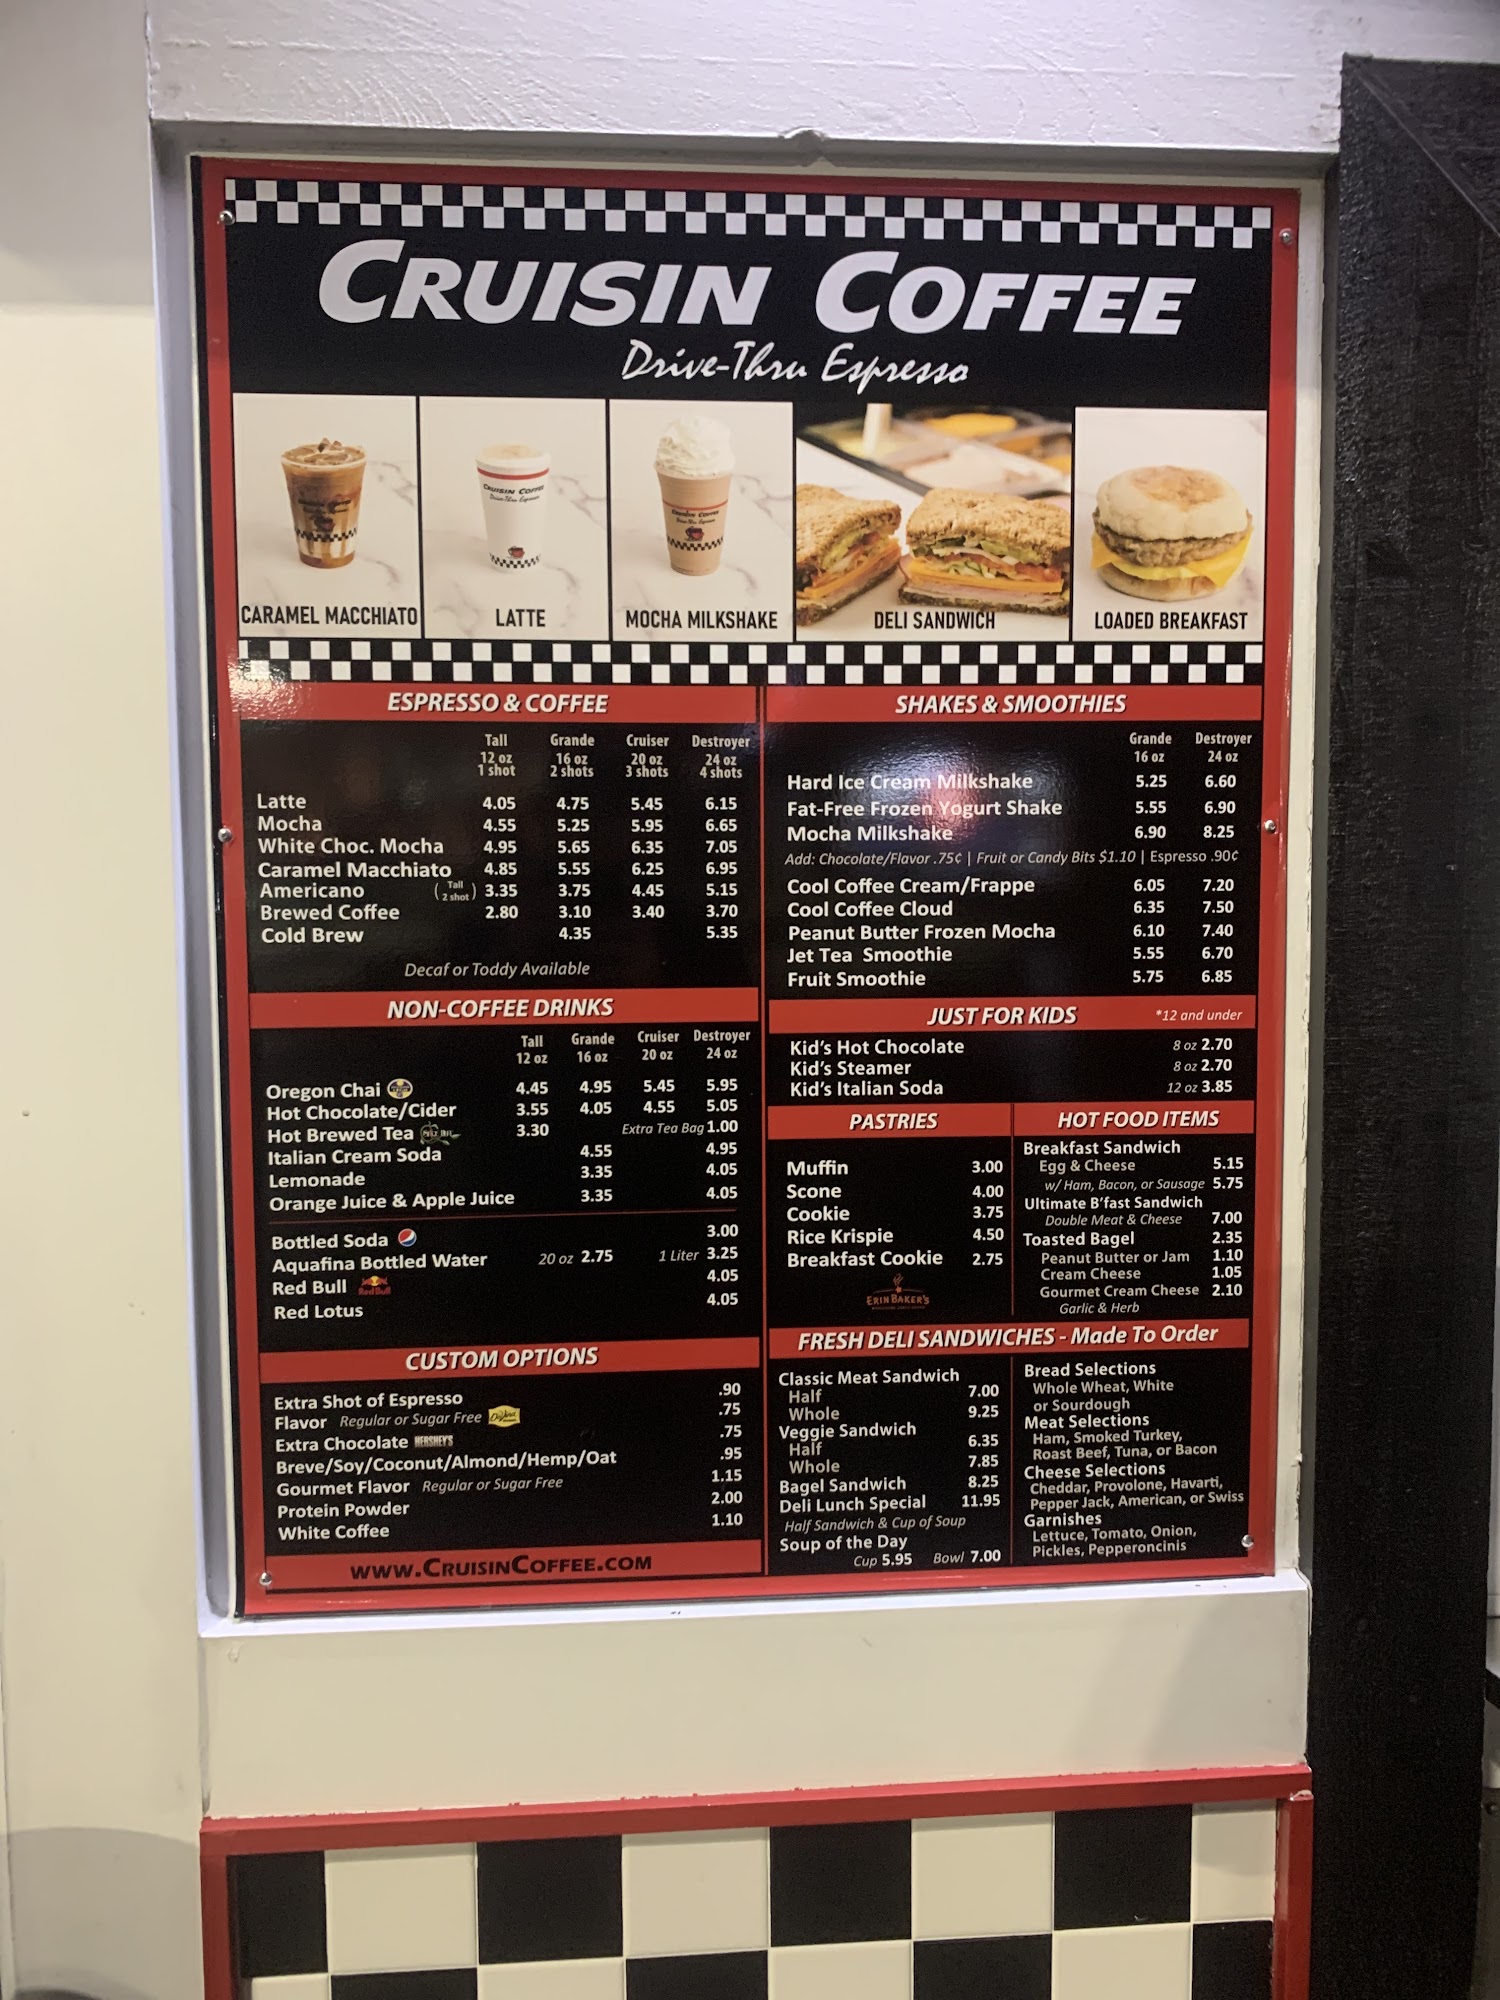 CRUISIN COFFEE
Drive-Thru Espresso
CRUISIN COFFEE
Drive-Thru Espresso
CRUISIN COFFEE
Drive-Thru Espresso
CARAMEL MACCHIATO
LATTE
MOCHA MILKSHAKE
DELI SANDWICH
LOADED BREAKFAST
ESPRESSO & COFFEE
Tall Grande Cruiser Destroyer
12 oz 16 oz 20 oz 24 oz
1 shot 2 shots 3 shots 4 shots
Latte 4.05 4.75 5.45 6.15
Mocha 4.55 5.25 5.95 6.65
White Choc. Mocha 4.95 5.65 6.35 7.05
Caramel Macchiato 4.85 5.55 6.25 6.95
Americano (Tall 2 shot) 3.35 3.75 4.45 5.15
Brewed Coffee 2.80 3.10 3.40 3.70
Cold Brew 4.35 5.35
Decaf or Toddy Available
NON-COFFEE DRINKS
Tall Grande Cruiser Destroyer
12 oz 16 oz 20 oz 24 oz
Oregon Chai 4.45 4.95 5.45 5.95
Hot Chocolate/Cider 3.55 4.05 4.55 5.05
Hot Brewed Tea 3.30 Extra Tea Bag 1.00
Italian Cream Soda 4.55 4.95
Lemonade 3.35 4.05
Orange Juice & Apple Juice 3.35 4.05
Bottled Soda 3.00
Aquafina Bottled Water 20 oz 2.75 1 Liter 3.25
Red Bull Red Bull 4.05
Red Lotus 4.05
CUSTOM OPTIONS
Extra Shot of Espresso .90
Flavor Regular or Sugar Free DaVinci .75
Extra Chocolate HERSHEY'S .75
Breve/Soy/Coconut/Almond/Hemp/Oat .95
Gourmet Flavor Regular or Sugar Free 1.15
Protein Powder 2.00
White Coffee 1.10
WWW.CRUISINCOFFEE.COM
SHAKES & SMOOTHIES
Grande Destroyer
16 oz 24 oz
Hard Ice Cream Milkshake 5.25 6.60
Fat-Free Frozen Yogurt Shake 5.55 6.90
Mocha Milkshake 6.90 8.25
Add: Chocolate/Flavor .75¢ | Fruit or Candy Bits $1.10 | Espresso .90¢
Cool Coffee Cream/Frappe 6.05 7.20
Cool Coffee Cloud 6.35 7.50
Peanut Butter Frozen Mocha 6.10 7.40
Jet Tea Smoothie 5.55 6.70
Fruit Smoothie 5.75 6.85
JUST FOR KIDS *12 and under
Kid's Hot Chocolate 8 oz 2.70
Kid's Steamer 8 oz 2.70
Kid's Italian Soda 12 oz 3.85
PASTRIES
Muffin 3.00
Scone 4.00
Cookie 3.75
Rice Krispie 4.50
Breakfast Cookie 2.75
ERIN BAKER'S
HOT FOOD ITEMS
Breakfast Sandwich
Egg & Cheese 5.15
w/ Ham, Bacon, or Sausage 5.75
Ultimate B'fast Sandwich
Double Meat & Cheese 7.00
Toasted Bagel 2.35
Peanut Butter or Jam 1.10
Cream Cheese 1.05
Gourmet Cream Cheese 2.10
Garlic & Herb
FRESH DELI SANDWICHES - Made To Order
Classic Meat Sandwich
Half 7.00
Whole 9.25
Veggie Sandwich
Half 6.35
Whole 7.85
Bagel Sandwich 8.25
Deli Lunch Special 11.95
Half Sandwich & Cup of Soup
Soup of the Day
Cup 5.95 Bowl 7.00
Bread Selections
Whole Wheat, White
or Sourdough
Meat Selections
Ham, Smoked Turkey,
Roast Beef, Tuna, or Bacon
Cheese Selections
Cheddar, Provolone, Havarti,
Pepper Jack, American, or Swiss
Garnishes
Lettuce, Tomato, Onion,
Pickles, Pepperoncinis